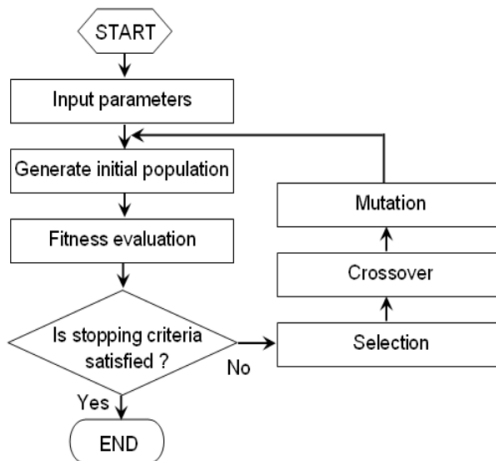 START
Input parameters
Generate initial population
Fitness evaluation
Is stopping criteria
satisfied ?
Yes
END
No
Selection
Crossover
Mutation